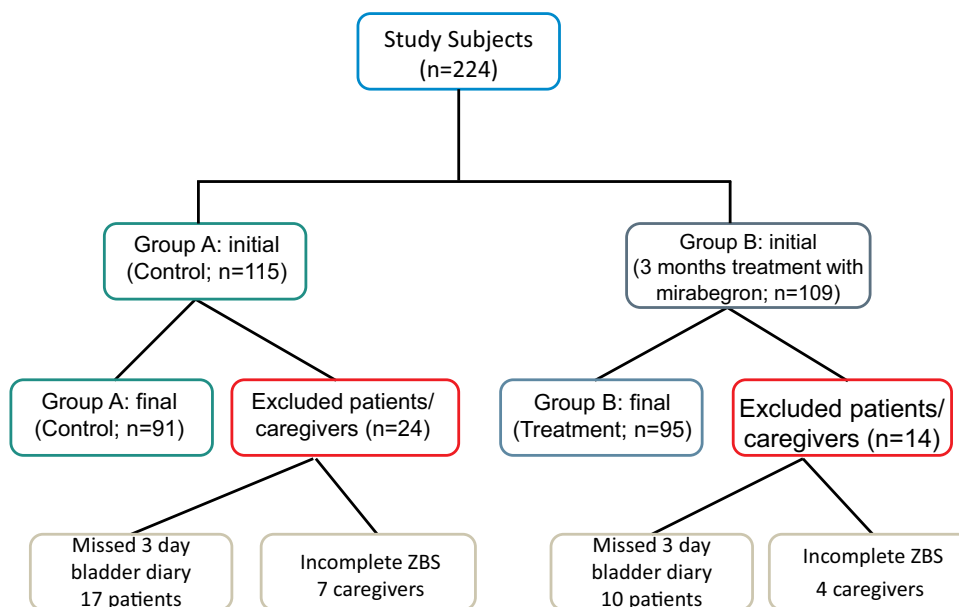 Study Subjects
(n=224)
Group A: initial
(Control; n=115)
Group B: initial
(3 months treatment with
mirabegron; n=109)
Group A: final
(Control; n=91)
Excluded patients/
caregivers (n=24)
Group B: final
(Treatment; n=95)
Excluded patients/
caregivers (n=14)
Missed 3 day
bladder diary
17 patients
Incomplete ZBS
7 caregivers
Missed 3 day
bladder diary
10 patients
Incomplete ZBS
4 caregivers